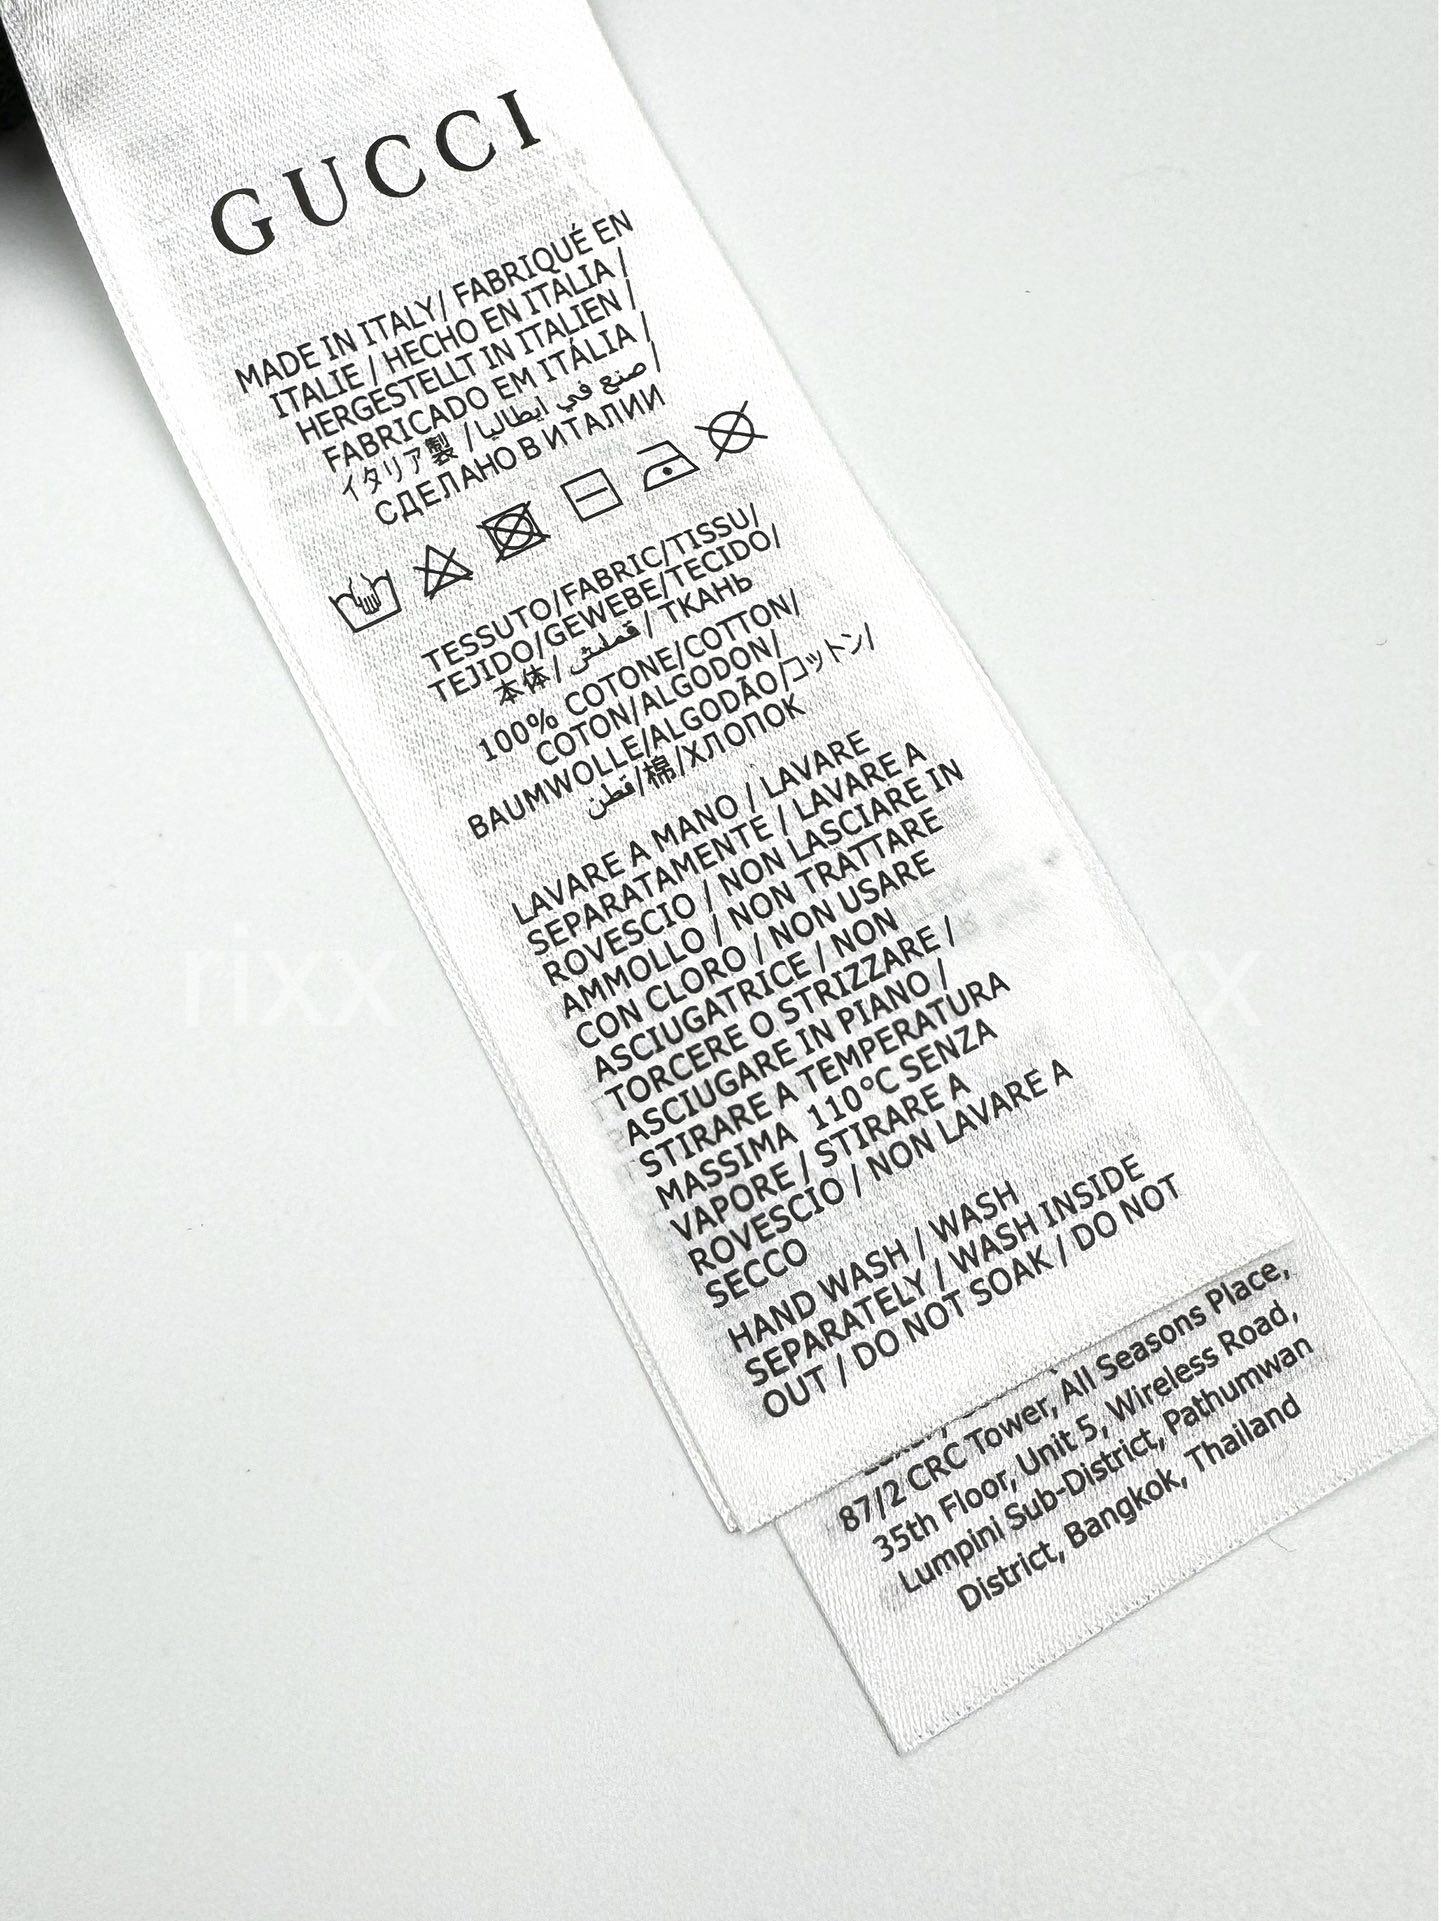 GUCCI
MADE IN ITALY/ FABRIQUÉ EN
ITALIE / HECHO EN ITALIA /
HERGESTELLT IN ITALIEN /
FABRICADO EM ITÁLIA /
イタリア製 / صنع في ايطاليا /
СДЕЛАНО В ИТАЛИИ
TESSUTO/FABRIC/TISSU/
TEJIDO/GEWEBE/TECIDO/
本体/ قماش / ТКАНЬ
100% COTONE/COTTON/
COTON/ALGODON/
BAUMWOLLE/ALGODÃO/コットン/
قطن/棉/ХЛОПОК
LAVARE A MANO / LAVARE
SEPARATAMENTE / LAVARE A
ROVESCIO / NON LASCIARE IN
AMMOLLO / NON TRATTARE
CON CLORO / NON USARE
ASCIUGATRICE / NON
TORCERE O STRIZZARE /
ASCIUGARE IN PIANO /
STIRARE A TEMPERATURA
MASSIMA 110°C SENZA
VAPORE / STIRARE A
ROVESCIO / NON LAVARE A
SECCO
HAND WASH / WASH
SEPARATELY / WASH INSIDE
OUT / DO NOT SOAK / DO NOT
87/2 CRC Tower, All Seasons Place,
35th Floor, Unit 5, Wireless Road,
Lumpini Sub-District, Pathumwan
District, Bangkok, Thailand
rixx